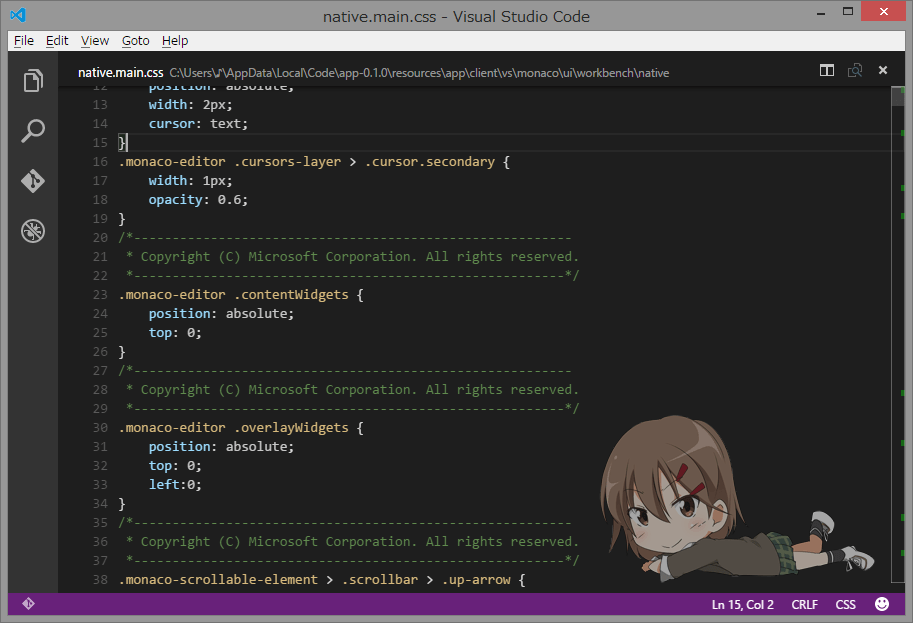 native.main.css - Visual Studio Code
File Edit View Goto Help
native.main.css C:\Users\♪\AppData\Local\Code\app-0.1.0\resources\app\client\vs\monaco\ui\workbench\native
12 position: absolute;
13 width: 2px;
14 cursor: text;
15 }
16 .monaco-editor .cursors-layer > .cursor.secondary {
17 width: 1px;
18 opacity: 0.6;
19 }
20 /*---------------------------------------------------------
21 * Copyright (C) Microsoft Corporation. All rights reserved.
22 *--------------------------------------------------------*/
23 .monaco-editor .contentWidgets {
24 position: absolute;
25 top: 0;
26 }
27 /*---------------------------------------------------------
28 * Copyright (C) Microsoft Corporation. All rights reserved.
29 *--------------------------------------------------------*/
30 .monaco-editor .overlayWidgets {
31 position: absolute;
32 top: 0;
33 left:0;
34 }
35 /*---------------------------------------------------------
36 * Copyright (C) Microsoft Corporation. All rights reserved.
37 *--------------------------------------------------------*/
38 .monaco-scrollable-element > .scrollbar > .up-arrow {
Ln 15, Col 2 CRLF CSS